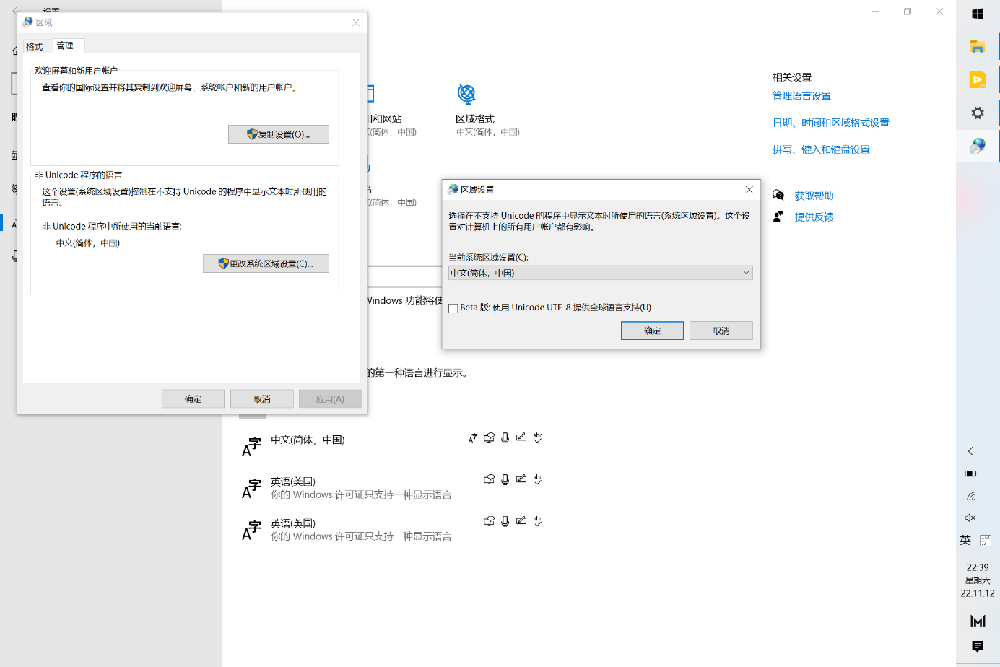 设置
区域
格式
管理
欢迎屏幕和新用户帐户
查看你的国际设置并将其复制到欢迎屏幕、系统帐户和新的用户帐户。
复制设置(O)...
非 Unicode 程序的语言
这个设置(系统区域设置)控制在不支持 Unicode 的程序中显示文本时所使用的
语言。
非 Unicode 程序中所使用的当前语言:
中文(简体，中国)
更改系统区域设置(C)...
确定
取消
应用(A)
用和网站
文(简体，中国)
区域格式
中文(简体，中国)
音
文(简体，中国)
Windows 功能将使
的第一种语言进行显示。
区域设置
选择在不支持 Unicode 的程序中显示文本时所使用的语言(系统区域设置)。这个设
置对计算机上的所有用户帐户都有影响。
当前系统区域设置(C):
中文(简体，中国)
Beta 版: 使用 Unicode UTF-8 提供全球语言支持(U)
确定
取消
相关设置
管理语言设置
日期、时间和区域格式设置
拼写、键入和键盘设置
获取帮助
提供反馈
A字
中文(简体，中国)
A字
abc
A字
英语(美国)
abc
你的 Windows 许可证只支持一种显示语言
A字
英语(英国)
abc
你的 Windows 许可证只支持一种显示语言
英
拼
22:39
星期六
22.11.12